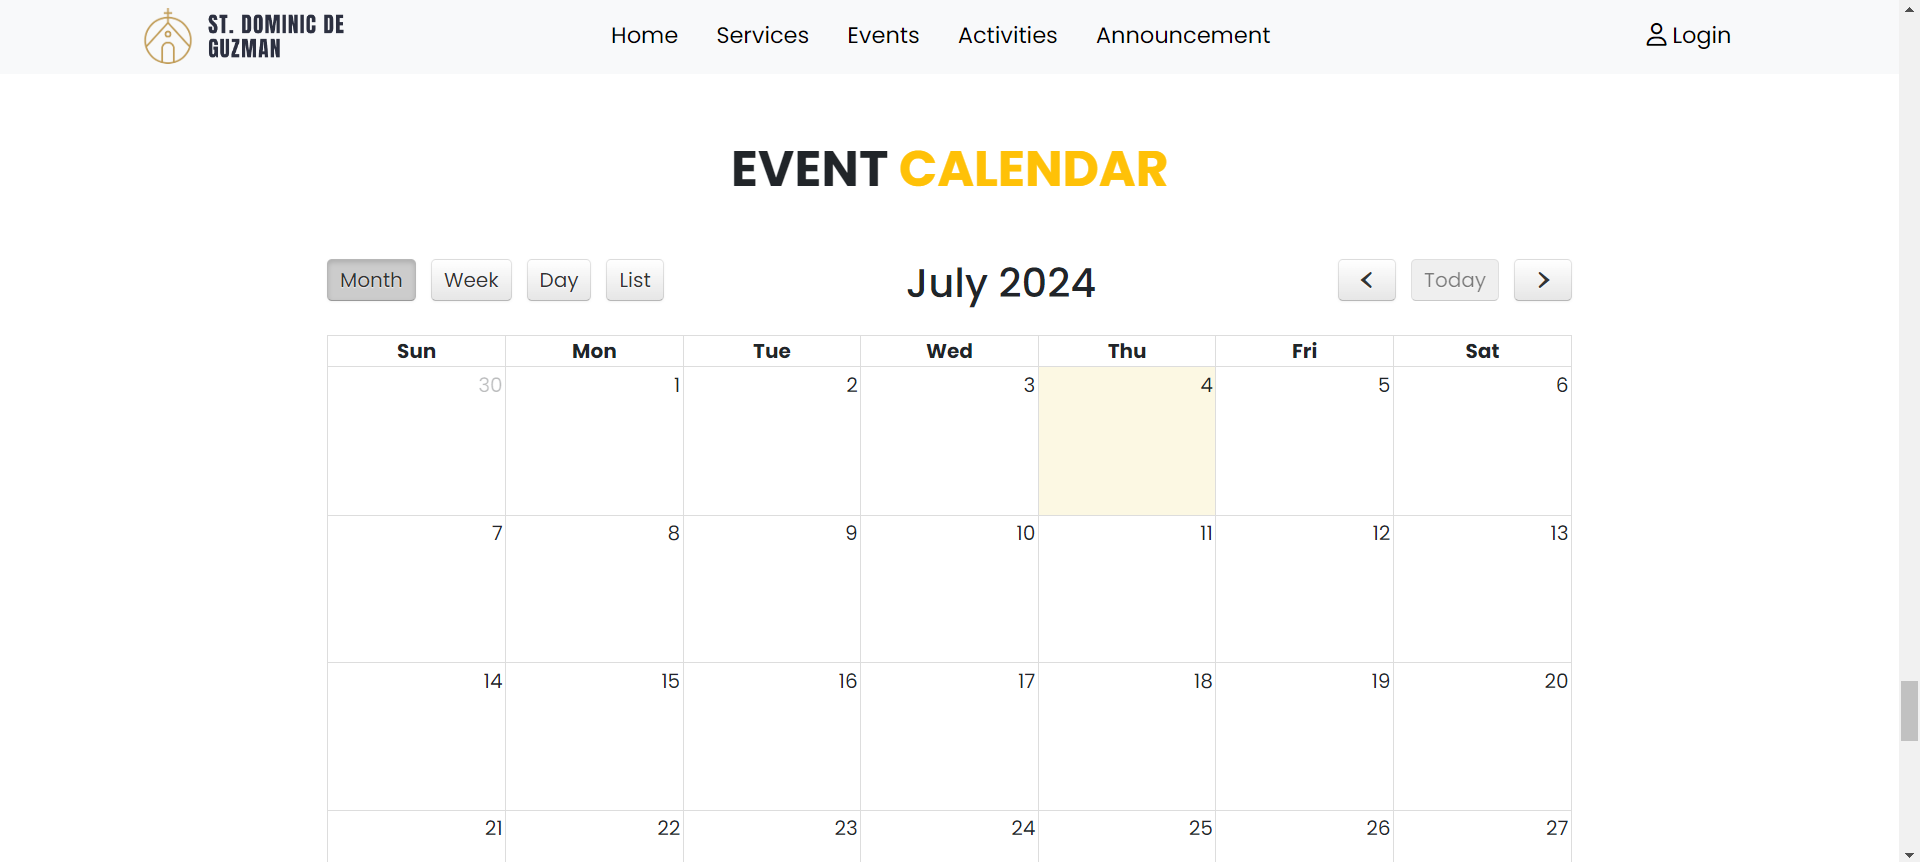 ST. DOMINIC DE
GUZMAN
Home Services Events Activities Announcement
Login
EVENT CALENDAR
Month Week Day List
July 2024
Today
Sun Mon Tue Wed Thu Fri Sat
30 1 2 3 4 5 6
7 8 9 10 11 12 13
14 15 16 17 18 19 20
21 22 23 24 25 26 27